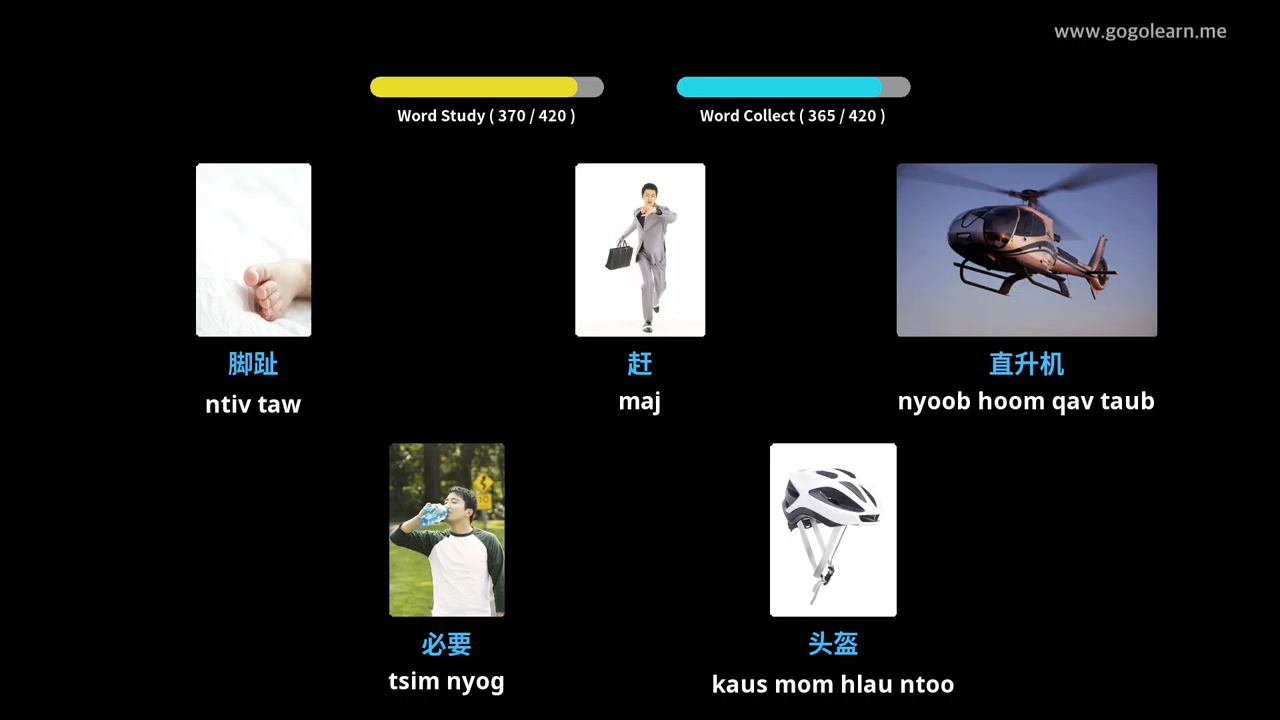 www.gogolearn.me
Word Study ( 370 / 420 )
Word Collect ( 365 / 420 )
脚趾
ntiv taw
赶
maj
直升机
nyoob hoom qav taub
10
必要
tsim nyog
头盔
kaus mom hlau ntoo